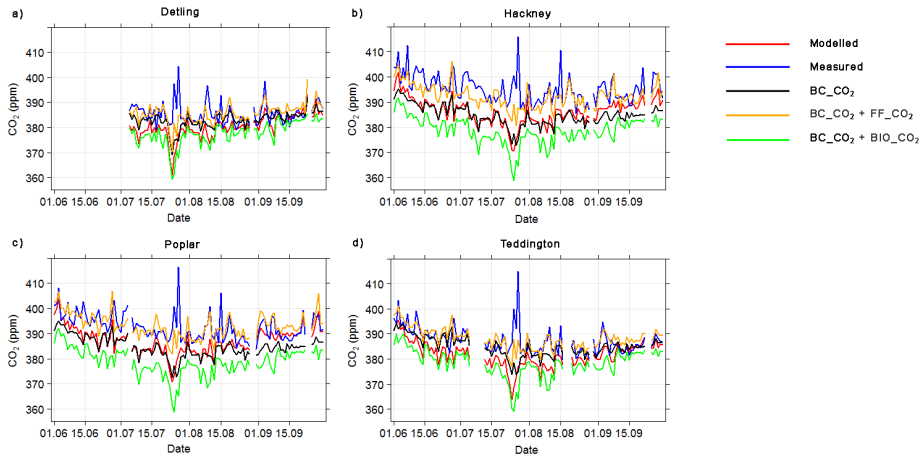 a)
Detling
410
400
390
380
370
360
CO₂ (ppm)
01.06 15.06 01.07 15.07 01.08 15.08 01.09 15.09
Date
b)
Hackney
410
400
390
380
370
360
CO₂ (ppm)
01.06 15.06 01.07 15.07 01.08 15.08 01.09 15.09
Date
Modelled
Measured
BC_CO₂
BC_CO₂ + FF_CO₂
BC_CO₂ + BIO_CO₂
c)
Poplar
410
400
390
380
370
360
CO₂ (ppm)
01.06 15.06 01.07 15.07 01.08 15.08 01.09 15.09
Date
d)
Teddington
410
400
390
380
370
360
CO₂ (ppm)
01.06 15.06 01.07 15.07 01.08 15.08 01.09 15.09
Date